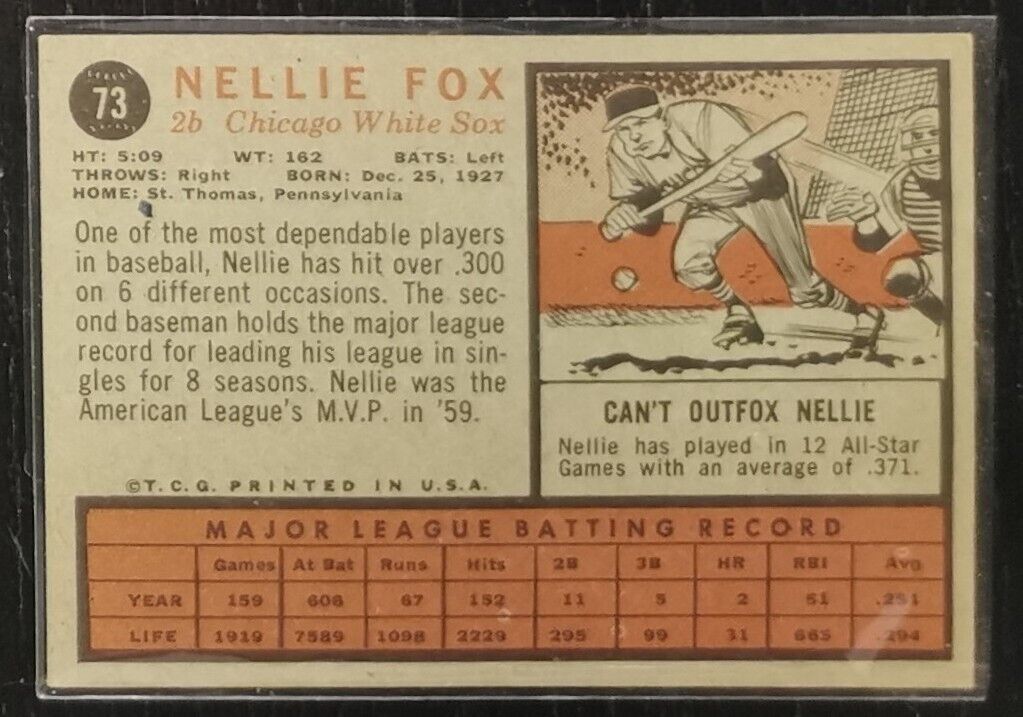 73
NELLIE FOX
2b Chicago White Sox
HT: 5:09 WT: 162 BATS: Left
THROWS: Right BORN: Dec. 25, 1927
HOME: St. Thomas, Pennsylvania
One of the most dependable players
in baseball, Nellie has hit over .300
on 6 different occasions. The sec-
ond baseman holds the major league
record for leading his league in sin-
gles for 8 seasons. Nellie was the
American League's M.V.P. in '59.
©T.C.G. PRINTED IN U.S.A.
CAN'T OUTFOX NELLIE
Nellie has played in 12 All-Star
Games with an average of .371.
MAJOR LEAGUE BATTING RECORD
Games At Bat Runs Hits 2B 3B HR RBI Avg
YEAR 159 606 67 152 11 5 2 51 .251
LIFE 1919 7589 1098 2229 295 99 31 665 .294